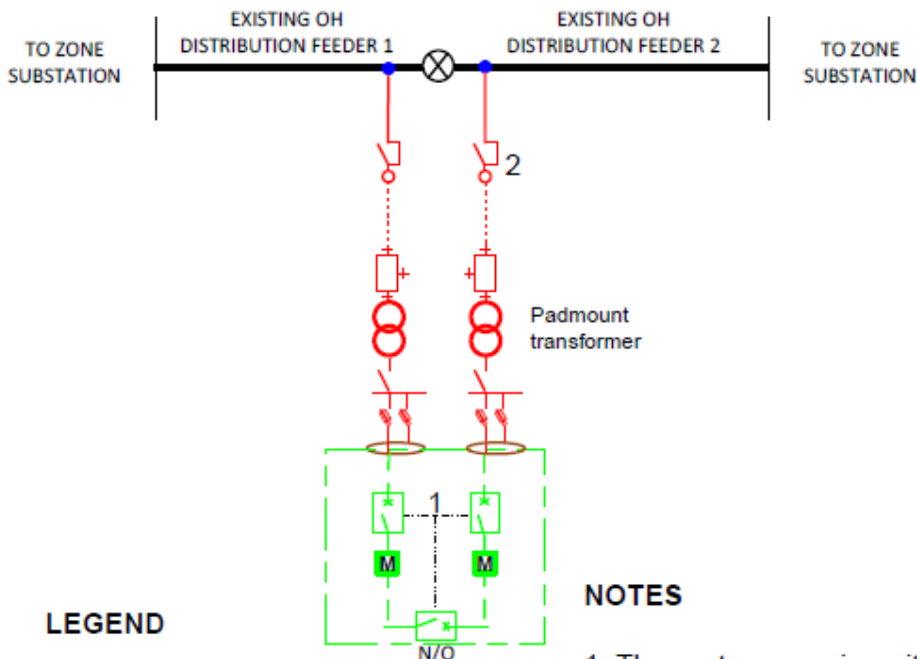 EXISTING OH
DISTRIBUTION FEEDER 1
EXISTING OH
DISTRIBUTION FEEDER 2
TO ZONE
SUBSTATION
TO ZONE
SUBSTATION
2
Padmount
transformer
1
M
M
NOTES
LEGEND
N/O